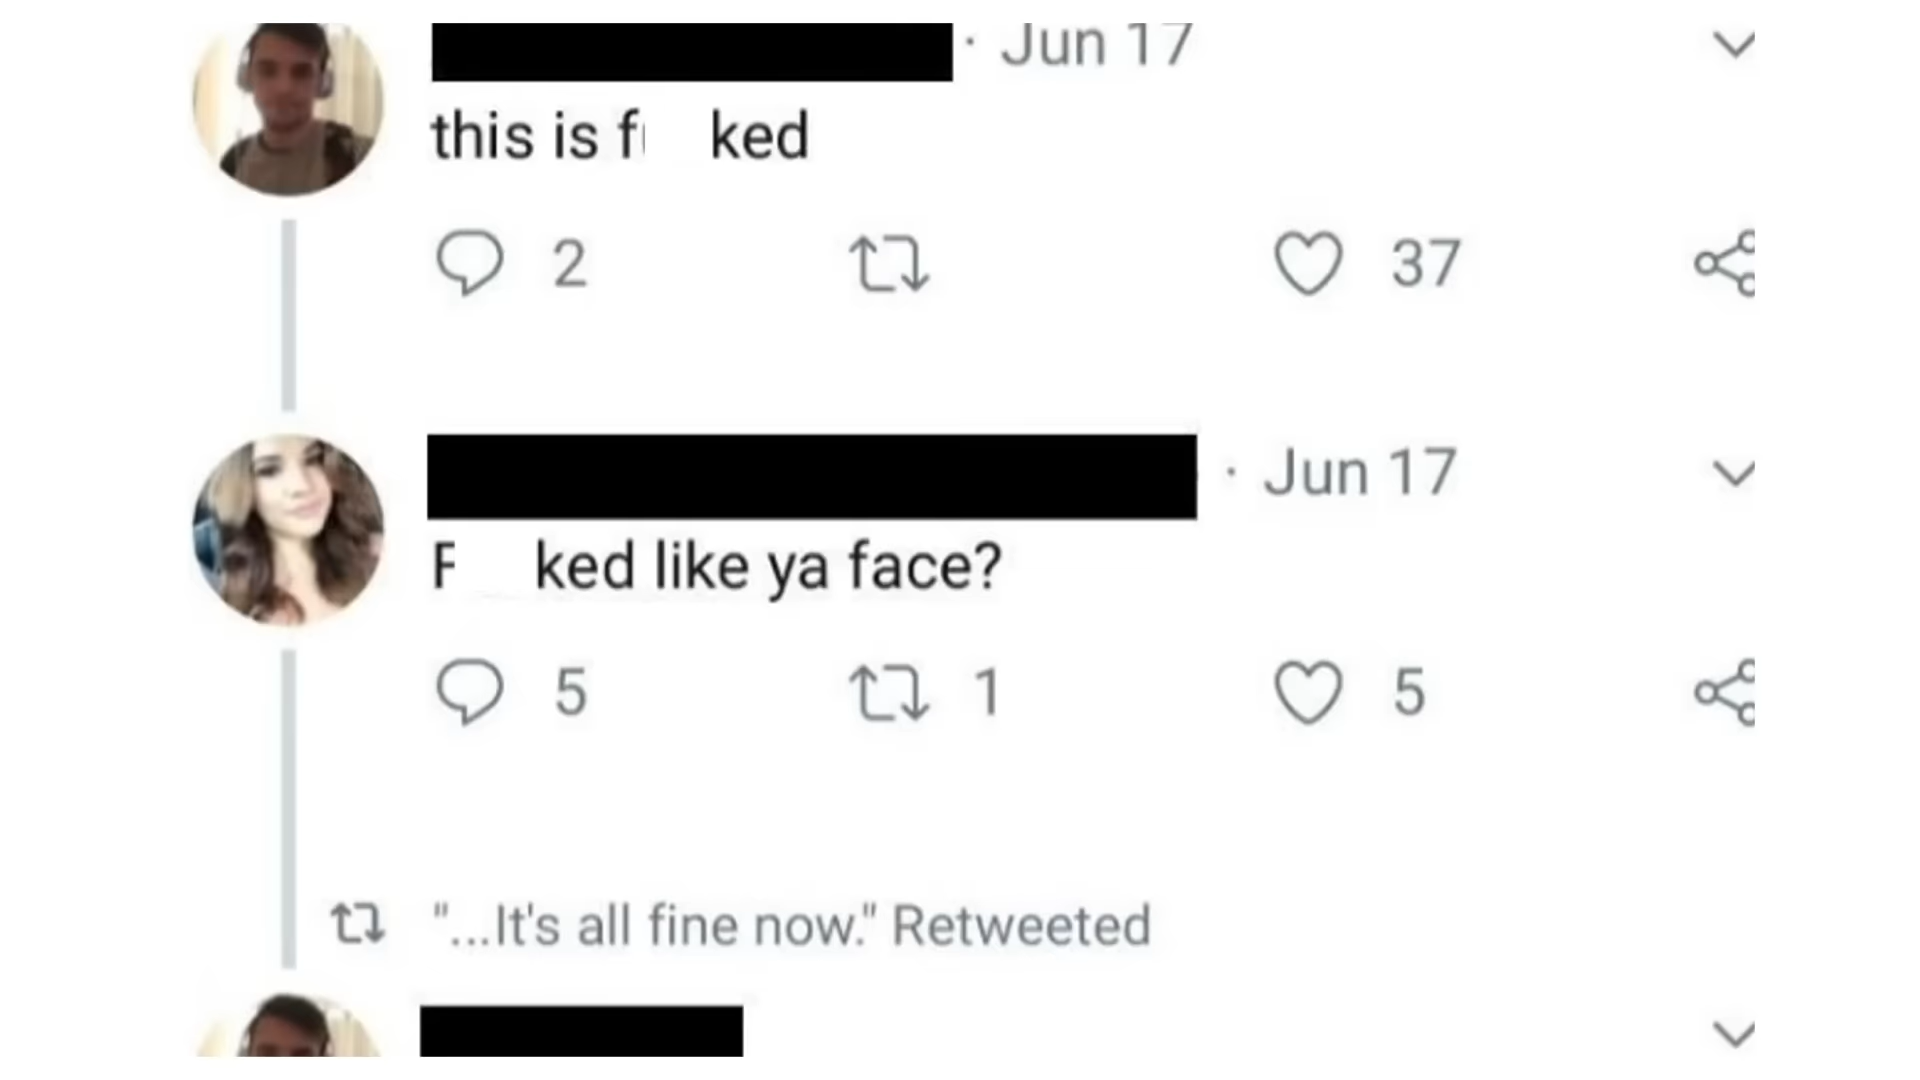 · Jun 17
this is f ked
2 37
· Jun 17
F ked like ya face?
5 1 5
"...It's all fine now." Retweeted